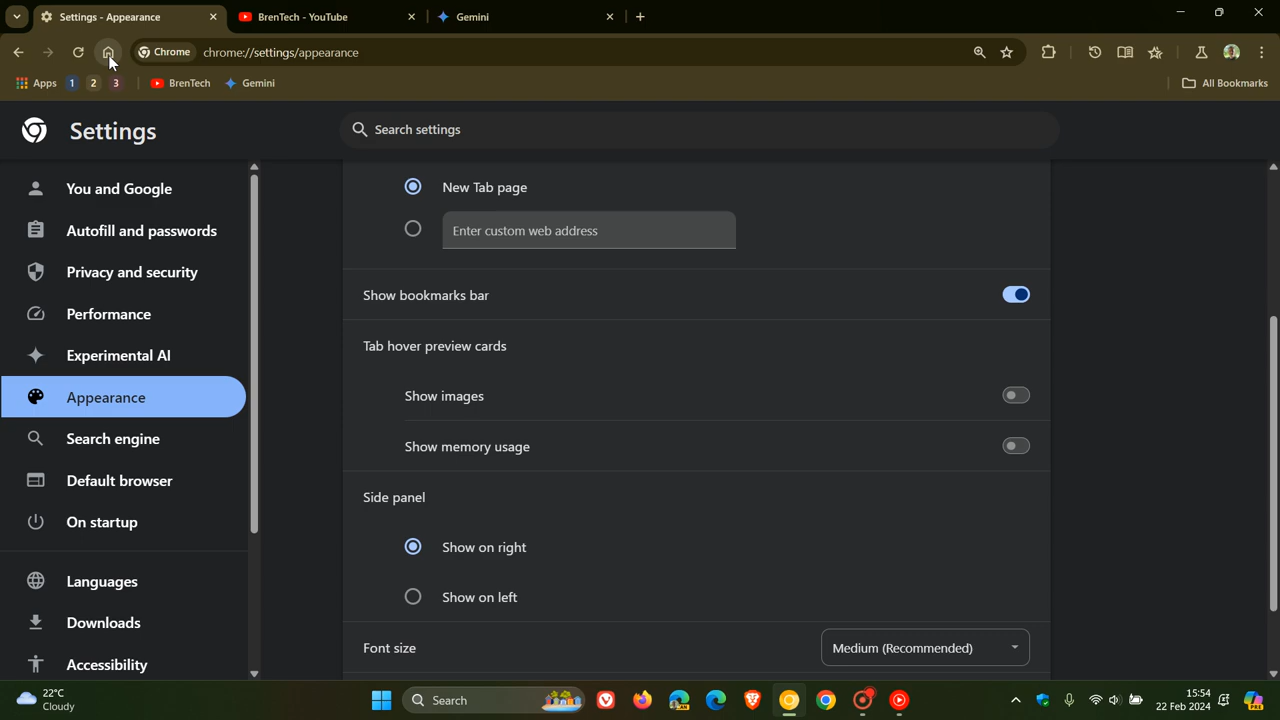 Settings - Appearance
BrenTech - YouTube
Gemini
Chrome
chrome://settings/appearance
Apps
1
2
3
BrenTech
Gemini
All Bookmarks
Settings
Search settings
You and Google
Autofill and passwords
Privacy and security
Performance
Experimental AI
Appearance
Search engine
Default browser
On startup
Languages
Downloads
Accessibility
New Tab page
Enter custom web address
Show bookmarks bar
Tab hover preview cards
Show images
Show memory usage
Side panel
Show on right
Show on left
Font size
Medium (Recommended)
22°C
Cloudy
Search
15:54
22 Feb 2024